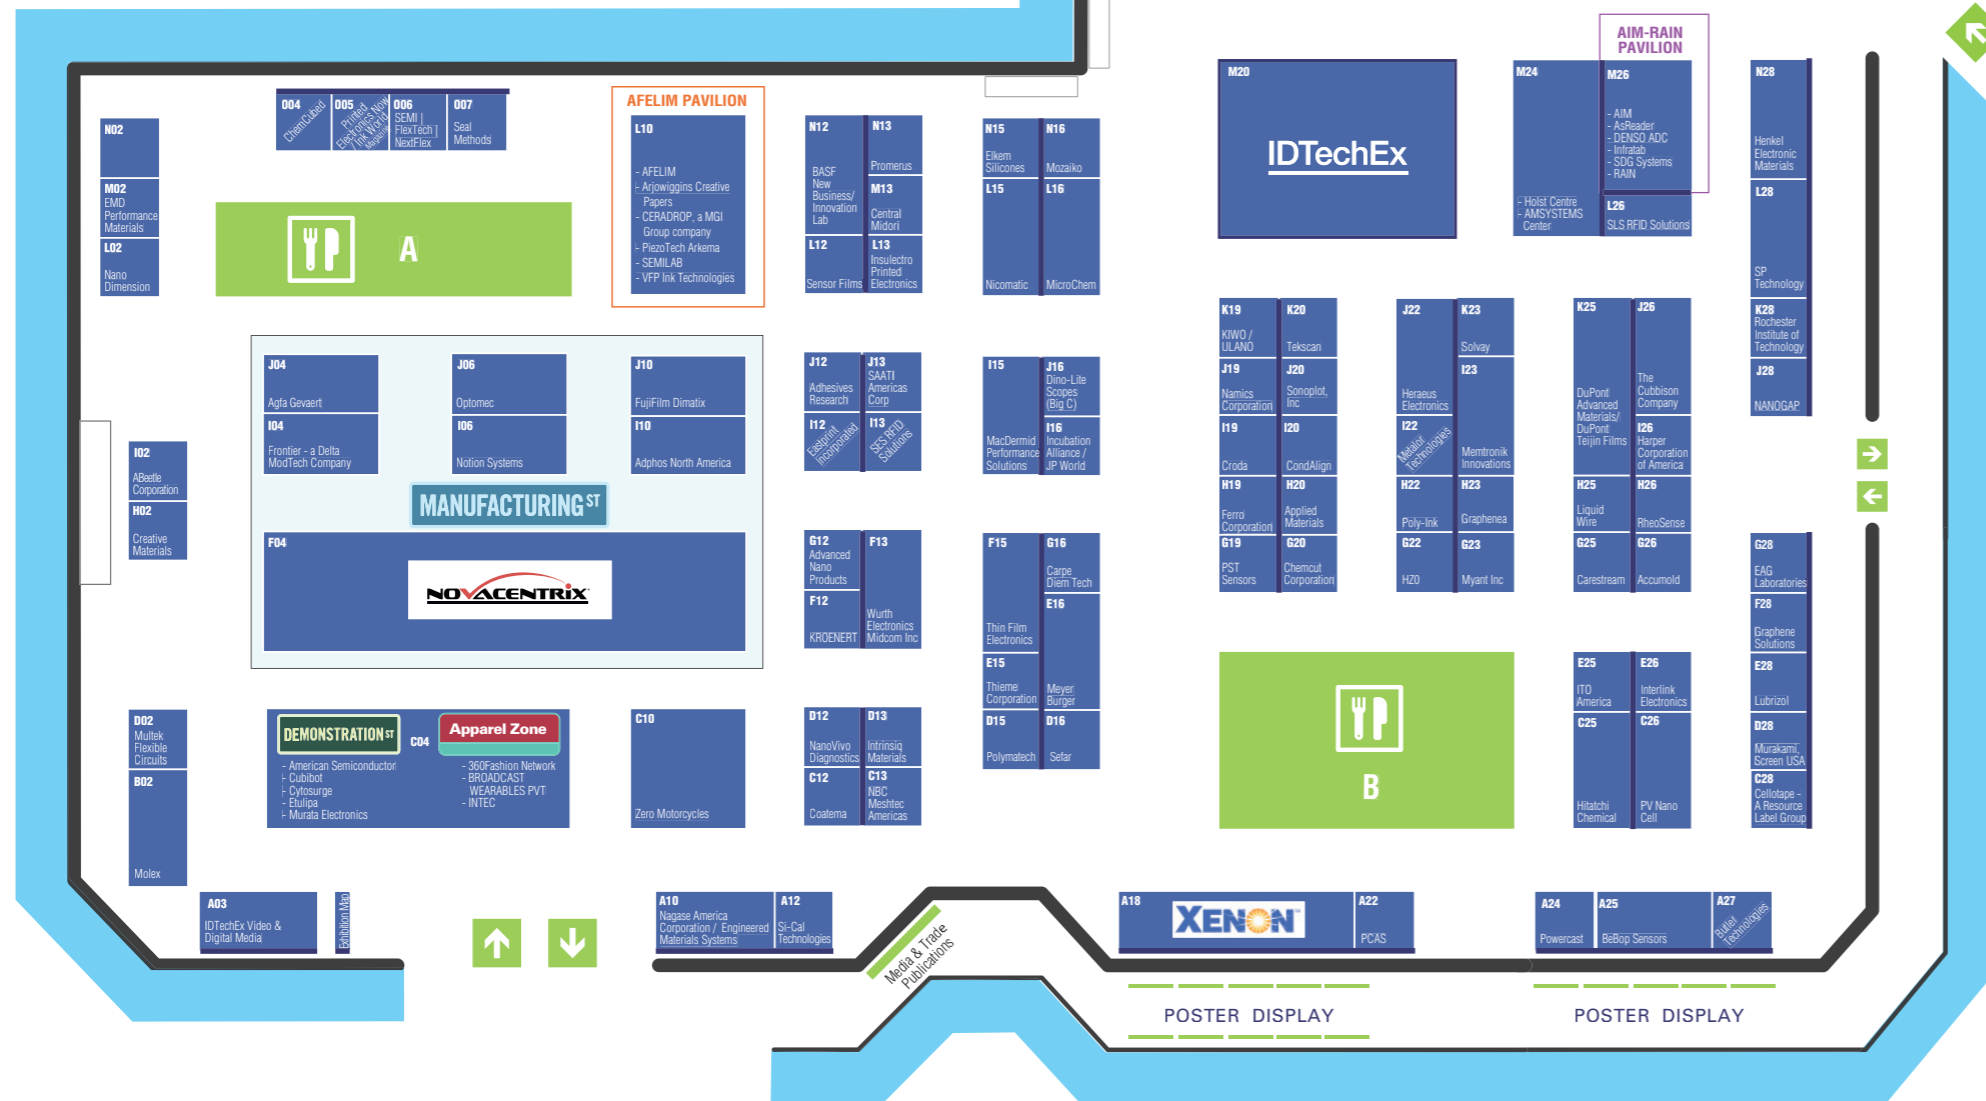 AIM-RAIN
PAVILION
M20
IDTechEx
M24
- Holst Centre
- AMSYSTEMS
Center
M26
- AIM
- AsReader
- DENSO ADC
- Infratab
- SDG Systems
- RAIN
L26
SLS RFID Solutions
N28
Henkel
Electronic
Materials
L28
SP
Technology
K28
Rochester
Institute of
Technology
J28
NANOGAP
O04
ChemCubed
O05
Printed
Electronics Now
/ Ink World
Magazine
O06
SEMI |
FlexTech |
NextFlex
O07
Seal
Methods
N02
M02
EMD
Performance
Materials
L02
Nano
Dimension
A
AFELIM PAVILION
L10
- AFELIM
- Arjowiggins Creative
Papers
- CERADROP, a MGI
Group company
- PiezoTech Arkema
- SEMILAB
- VFP Ink Technologies
N12
BASF
New
Business/
Innovation
Lab
N13
Promerus
M13
Central
Midori
L12
Sensor Films
L13
Insulectro
Printed
Electronics
N15
Elkem
Silicones
N16
Mozaiko
L15
Nicomatic
L16
MicroChem
J04
Agfa Gevaert
I04
Frontier - a Delta
ModTech Company
J06
Optomec
I06
Notion Systems
J10
FujiFilm Dimatix
I10
Adphos North America
MANUFACTURING ST
F04
NOVACENTRIX
I02
ABeetle
Corporation
H02
Creative
Materials
J12
Adhesives
Research
J13
SAATI
Americas
Corp
I12
Eastprint
Incorporated
I13
SES RFID
Solutions
I15
MacDermid
Performance
Solutions
J16
Dino-Lite
Scopes
(Big C)
I16
Incubation
Alliance /
JP World
K19
KIWO /
ULANO
K20
Tekscan
J19
Namics
Corporation
J20
Sonoplot,
Inc
I19
Croda
I20
CondAlign
H19
Ferro
Corporation
H20
Applied
Materials
G19
PST
Sensors
G20
Chemcut
Corporation
J22
Heraeus
Electronics
K23
Solvay
I23
Memtronik
Innovations
I22
Metalor
Technologies
H22
Poly-Ink
H23
Graphenea
G22
HZO
G23
Myant Inc
K25
DuPont
Advanced
Materials/
DuPont
Teijin Films
J26
The
Cubbison
Company
I26
Harper
Corporation
of America
H25
Liquid
Wire
H26
RheoSense
G25
Carestream
G26
Accumold
G12
Advanced
Nano
Products
F13
Wurth
Electronics
Midcom Inc
F12
KROENERT
F15
Thin Film
Electronics
G16
Carpe
Diem Tech
E16
Meyer
Burger
E15
Thieme
Corporation
D15
Polymatech
D16
Sefar
G28
EAG
Laboratories
F28
Graphene
Solutions
E28
Lubrizol
D28
Murakami,
Screen USA
C28
Cellotape -
A Resource
Label Group
D02
Multek
Flexible
Circuits
B02
Molex
DEMONSTRATION ST
C04
Apparel Zone
- American Semiconductor
- Cubibot
- Cytosurge
- Etulipa
- Murata Electronics
- 360Fashion Network
- BROADCAST
WEARABLES PVT
- INTEC
C10
Zero Motorcycles
D12
NanoVivo
Diagnostics
D13
Intrinsiq
Materials
C12
Coatema
C13
NBC
Meshtec
Americas
B
E25
ITO
America
E26
Interlink
Electronics
C25
Hitatchi
Chemical
C26
PV Nano
Cell
A03
IDTechEx Video &
Digital Media
Exhibition Map
A10
Nagase America
Corporation / Engineered
Materials Systems
A12
Si-Cal
Technologies
Media & Trade
Publications
A18
XENON™
A22
PCAS
A24
Powercast
A25
BeBop Sensors
A27
Butler
Technologies
POSTER DISPLAY
POSTER DISPLAY